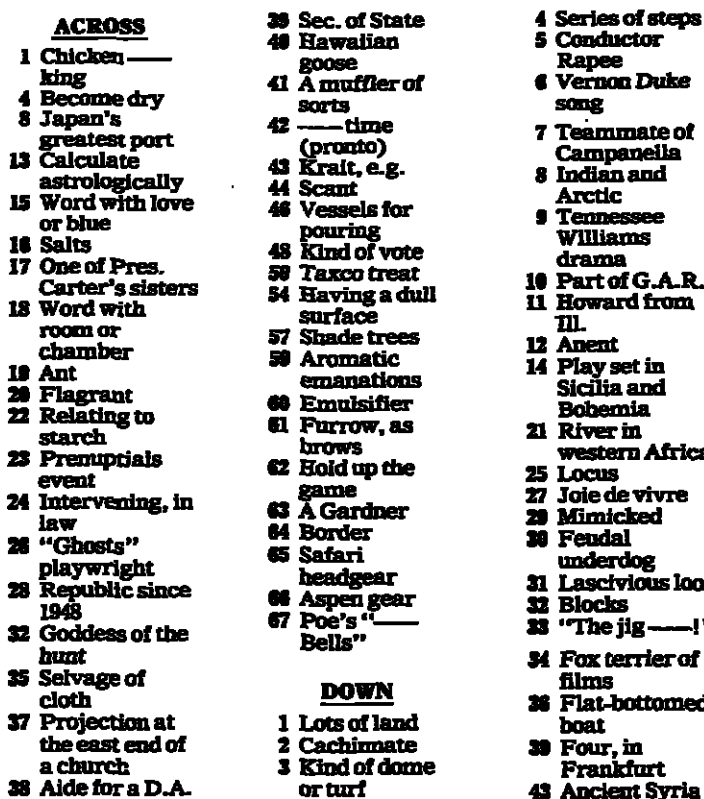 ACROSS
1 Chicken —— king
4 Become dry
8 Japan's
greatest port
13 Calculate
astrologically
15 Word with love
or blue
16 Salts
17 One of Pres.
Carter's sisters
18 Word with
room or
chamber
19 Ant
20 Flagrant
22 Relating to
starch
23 Prenuptials
event
24 Intervening, in
law
26 "Ghosts"
playwright
28 Republic since
1948
32 Goddess of the
hunt
35 Selvage of
cloth
37 Projection at
the east end of
a church
38 Aide for a D.A.
39 Sec. of State
40 Hawaiian
goose
41 A muffler of
sorts
42 ——time
(pronto)
43 Krait, e.g.
44 Scant
46 Vessels for
pouring
48 Kind of vote
50 Taxco treat
54 Having a dull
surface
57 Shade trees
59 Aromatic
emanations
60 Emulsifier
61 Furrow, as
brows
62 Hold up the
game
63 A Gardner
64 Border
65 Safari
headgear
66 Aspen gear
67 Poe's "——
Bells"
DOWN
1 Lots of land
2 Cachinnate
3 Kind of dome
or turf
4 Series of steps
5 Conductor
Rapee
6 Vernon Duke
song
7 Teammate of
Campanella
8 Indian and
Arctic
9 Tennessee
Williams
drama
10 Part of G.A.R.
11 Howard from
Ill.
12 Anent
14 Play set in
Sicilia and
Bohemia
21 River in
western Africa
25 Locus
27 Joie de vivre
29 Mimicked
30 Feudal
underdog
31 Lascivious loo
32 Blocks
33 "The jig ——!"
34 Fox terrier of
films
36 Flat-bottomed
boat
39 Four, in
Frankfurt
43 Ancient Syria